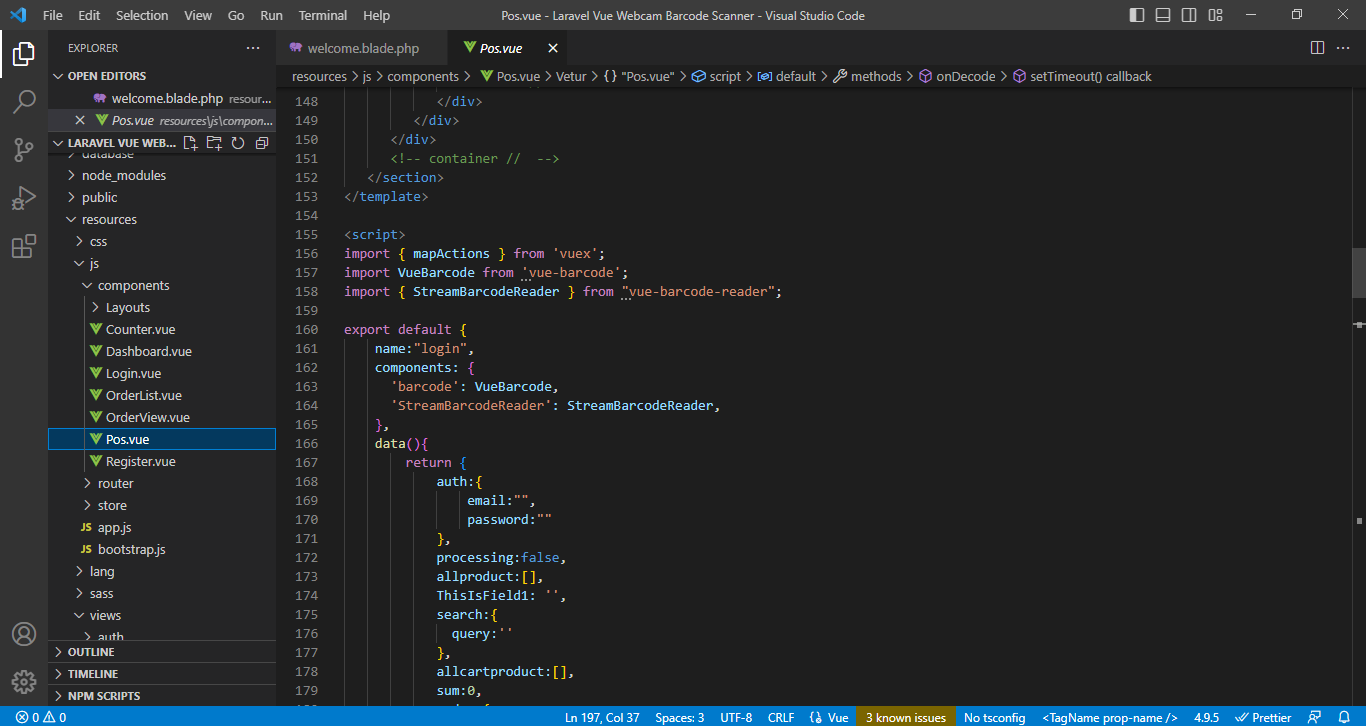 File Edit Selection View Go Run Terminal Help
Pos.vue - Laravel Vue Webcam Barcode Scanner - Visual Studio Code
EXPLORER
OPEN EDITORS
welcome.blade.php resour...
Pos.vue resources\js\compon...
LARAVEL VUE WEB...
database
node_modules
public
resources
css
js
components
Layouts
Counter.vue
Dashboard.vue
Login.vue
OrderList.vue
OrderView.vue
Pos.vue
Register.vue
router
store
JS app.js
JS bootstrap.js
lang
sass
views
auth
OUTLINE
TIMELINE
NPM SCRIPTS
welcome.blade.php
Pos.vue
resources > js > components > Pos.vue > Vetur > {} "Pos.vue" > script > default > methods > onDecode > setTimeout() callback
148 </div>
149 </div>
150 </div>
151 <!-- container // -->
152 </section>
153 </template>
154
155 <script>
156 import { mapActions } from 'vuex';
157 import VueBarcode from 'vue-barcode';
158 import { StreamBarcodeReader } from "vue-barcode-reader";
159
160 export default {
161 name:"login",
162 components: {
163 'barcode': VueBarcode,
164 'StreamBarcodeReader': StreamBarcodeReader,
165 },
166 data(){
167 return {
168 auth:{
169 email:"",
170 password:""
171 },
172 processing:false,
173 allproduct:[],
174 ThisIsField1: '',
175 search:{
176 query:''
177 },
178 allcartproduct:[],
179 sum:0,
0 0
Ln 197, Col 37 Spaces: 3 UTF-8 CRLF Vue 3 known issues No tsconfig <TagName prop-name /> 4.9.5 Prettier